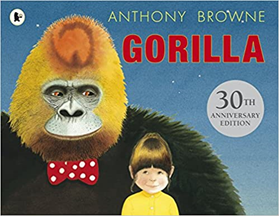 ANTHONY BROWNE
GORILLA
30TH
ANNIVERSARY
EDITION